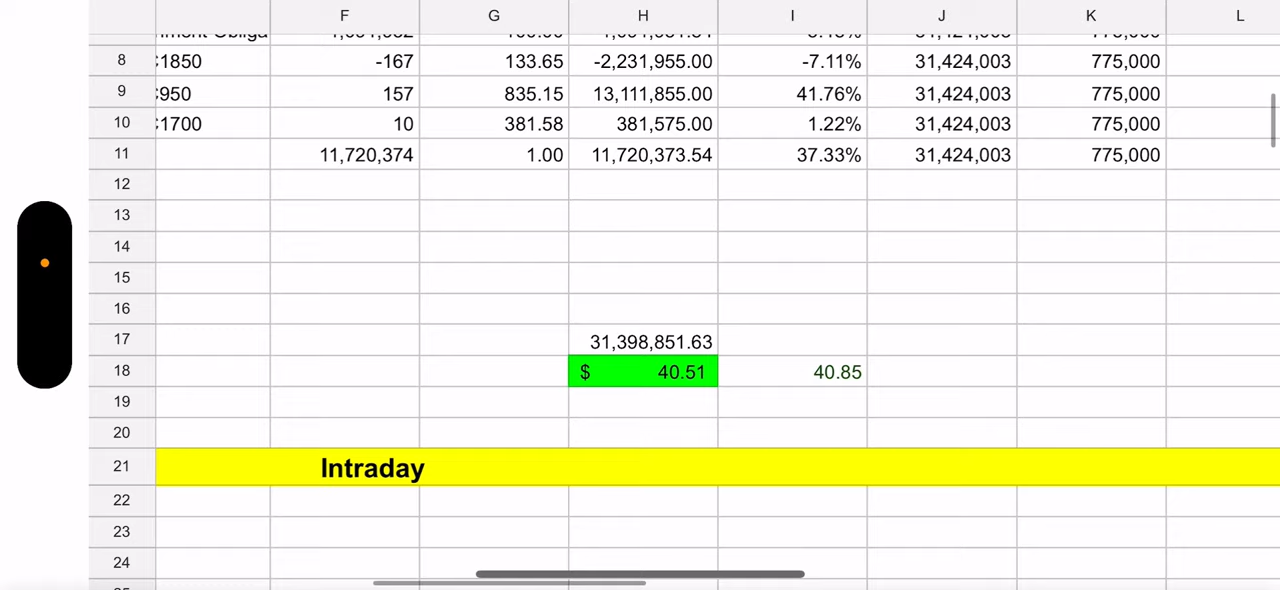 F G H I J K L
8 :1850 -167 133.65 -2,231,955.00 -7.11% 31,424,003 775,000
9 :950 157 835.15 13,111,855.00 41.76% 31,424,003 775,000
10 :1700 10 381.58 381,575.00 1.22% 31,424,003 775,000
11 11,720,374 1.00 11,720,373.54 37.33% 31,424,003 775,000
12
13
14
15
16
17 31,398,851.63
18 $ 40.51 40.85
19
20
21 Intraday
22
23
24